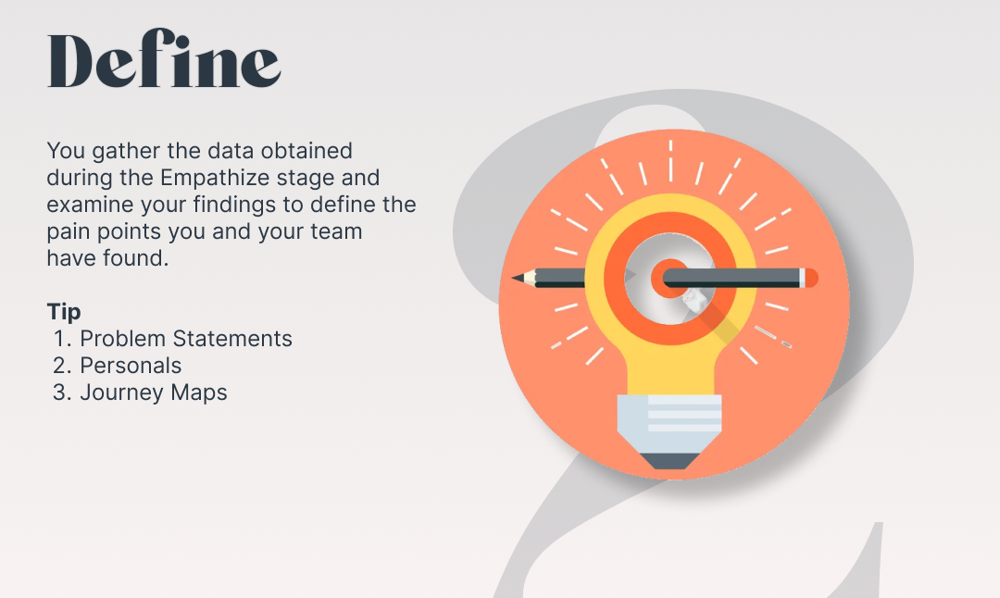 Define
You gather the data obtained
during the Empathize stage and
examine your findings to define the
pain points you and your team
have found.
Tip
1. Problem Statements
2. Personals
3. Journey Maps
2